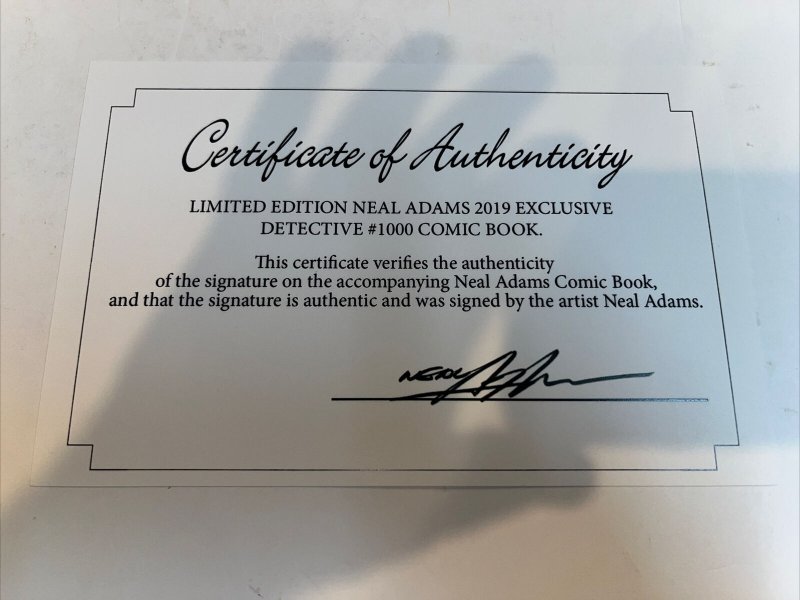 Certificate of Authenticity
LIMITED EDITION NEAL ADAMS 2019 EXCLUSIVE
DETECTIVE #1000 COMIC BOOK.
This certificate verifies the authenticity
of the signature on the accompanying Neal Adams Comic Book,
and that the signature is authentic and was signed by the artist Neal Adams.
NEAL Adams